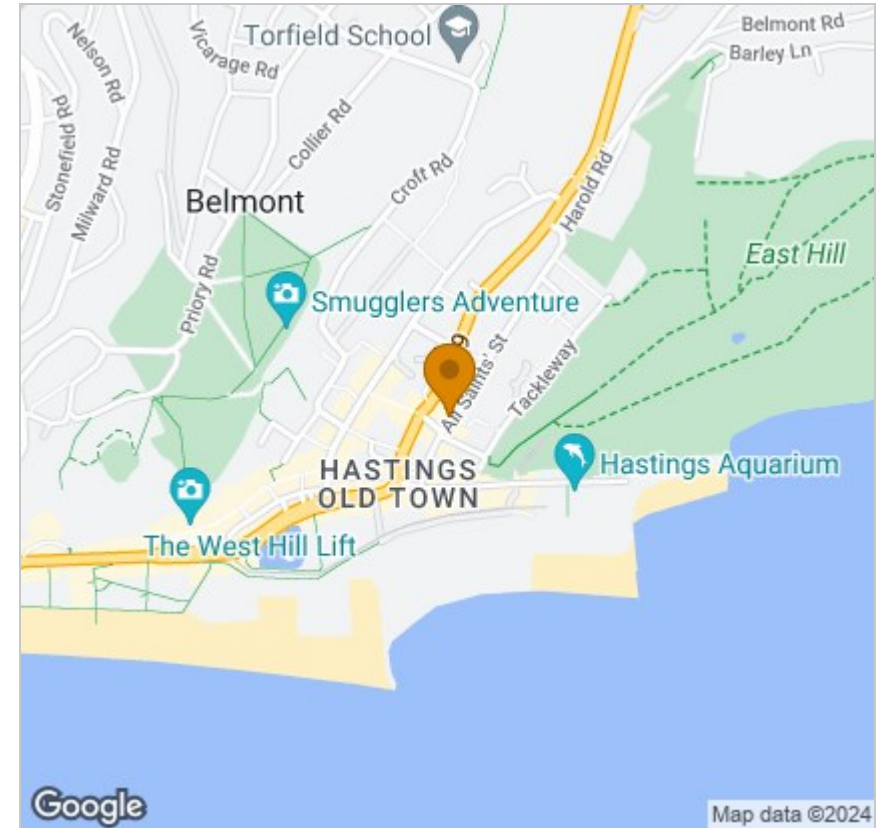 Torfield School
Belmont Rd
Barley Ln
Nelson Rd
Vicarage Rd
Stonefield Rd
Milward Rd
Collier Rd
Croft Rd
Harold Rd
Belmont
East Hill
Priory Rd
Smugglers Adventure
All Saints' St
Tackleway
HASTINGS
OLD TOWN
Hastings Aquarium
The West Hill Lift
Google
Map data ©2024